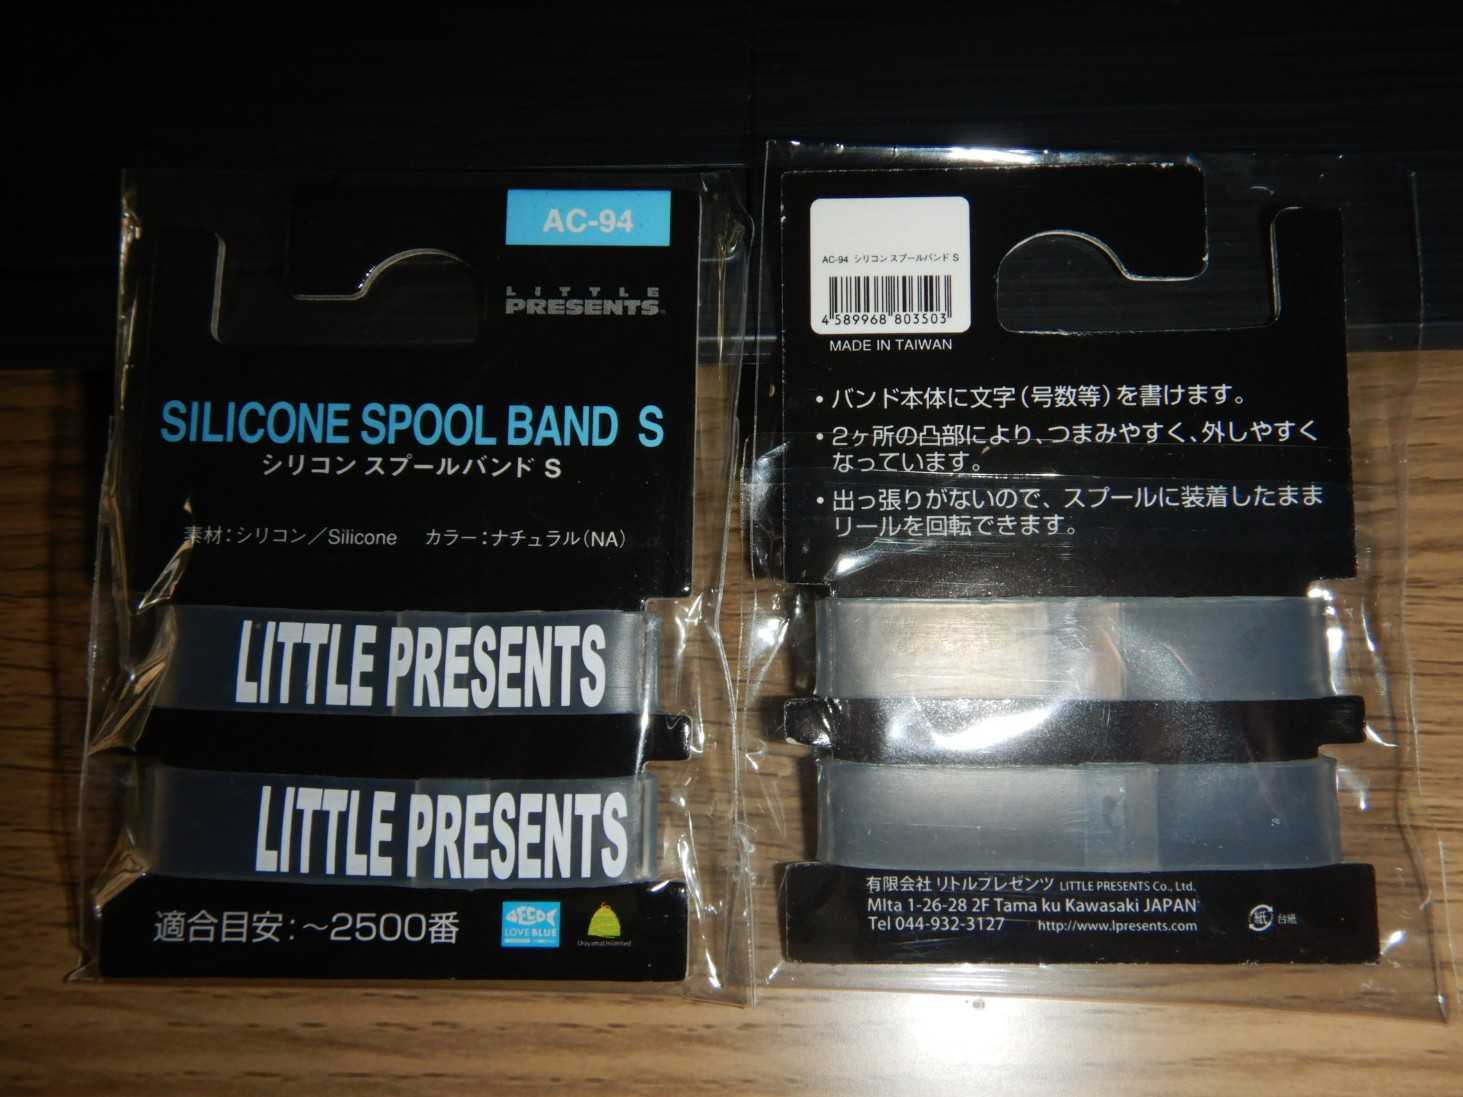 AC-94
LITTLE
PRESENTS
SILICONE SPOOL BAND S
シリコン スプールバンド S
素材：シリコン／Silicone カラー：ナチュラル（NA）
LITTLE PRESENTS
LITTLE PRESENTS
適合目安：～2500番
LOVE BLUE
UrayamaUnlimited
AC-94 シリコン スプールバンド S
4 589968 803503
MADE IN TAIWAN
・バンド本体に文字（号数等）を書けます。
・2ヶ所の凸部により、つまみやすく、外しやすく
なっています。
・出っ張りがないので、スプールに装着したまま
リールを回転できます。
有限会社 リトルプレゼンツ LITTLE PRESENTS Co., Ltd.
MIta 1-26-28 2F Tama ku Kawasaki JAPAN
Tel 044-932-3127 http://www.lpresents.com
紙 台紙